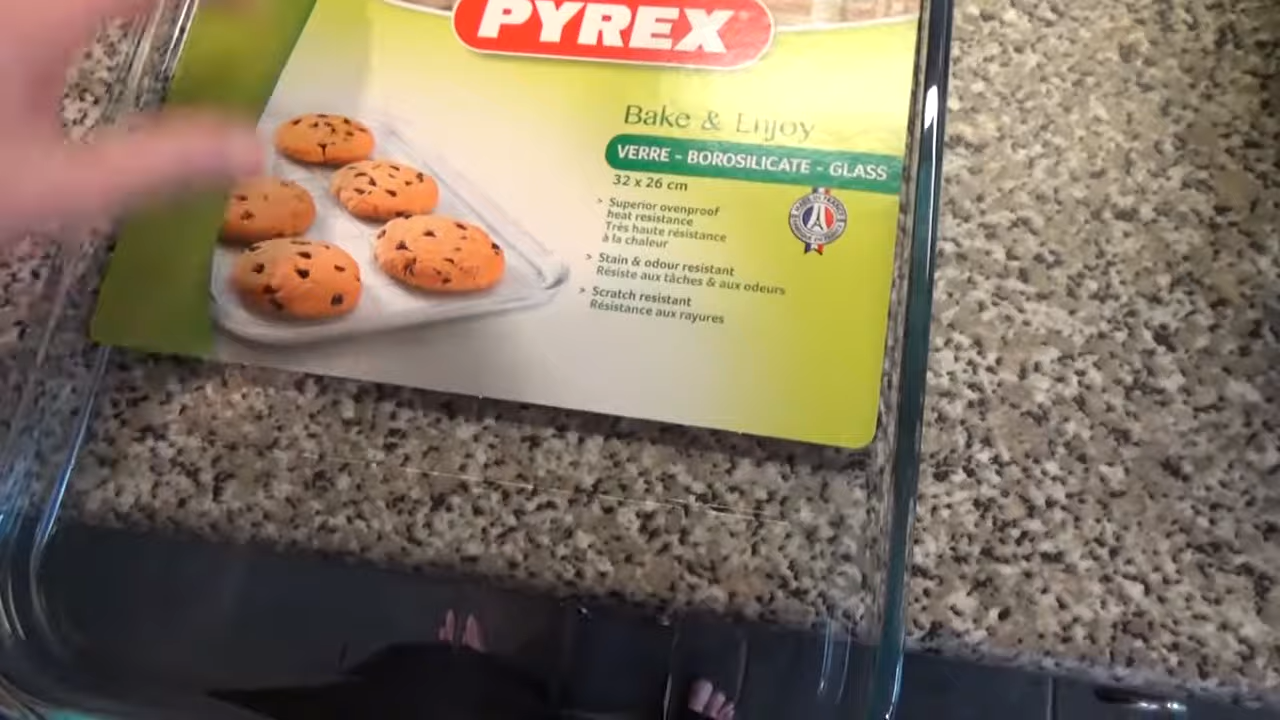 PYREX
Bake & Enjoy
VERRE - BOROSILICATE - GLASS
32 x 26 cm
> Superior ovenproof
heat resistance
Très haute résistance
à la chaleur
> Stain & odour resistant
Résiste aux tâches & aux odeurs
> Scratch resistant
Résistance aux rayures